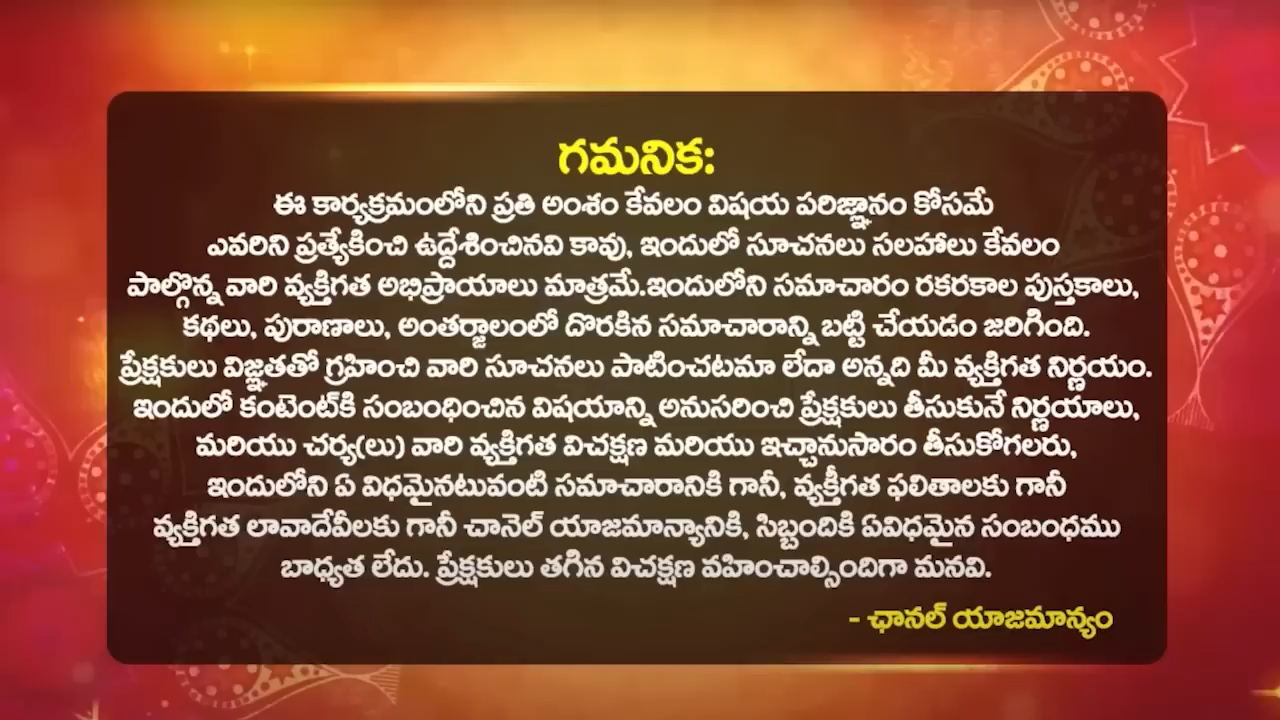 గమనిక:
ఈ కార్యక్రమంలోని ప్రతి అంశం కేవలం విషయ పరిజ్ఞానం కోసమే
ఎవరిని ప్రత్యేకించి ఉద్దేశించినవి కావు, ఇందులో సూచనలు సలహాలు కేవలం
పాల్గొన్న వారి వ్యక్తిగత అభిప్రాయాలు మాత్రమే.ఇందులోని సమాచారం రకరకాల పుస్తకాలు,
కథలు, పురాణాలు, అంతర్జాలంలో దొరకిన సమాచారాన్ని బట్టి చేయడం జరిగింది.
ప్రేక్షకులు విజ్ఞతతో గ్రహించి వారి సూచనలు పాటించటమా లేదా అన్నది మీ వ్యక్తిగత నిర్ణయం.
ఇందులో కంటెంట్‌కి సంబంధించిన విషయాన్ని అనుసరించి ప్రేక్షకులు తీసుకునే నిర్ణయాలు,
మరియు చర్య(లు) వారి వ్యక్తిగత విచక్షణ మరియు ఇచ్చానుసారం తీసుకోగలరు,
ఇందులోని ఏ విధమైనటువంటి సమాచారానికి గానీ, వ్యక్తీగత ఫలితాలకు గానీ
వ్యక్తిగత లావాదేవీలకు గానీ చానెల్ యాజమాన్యానికి, సిబ్బందికి ఏవిధమైన సంబంధము
బాధ్యత లేదు. ప్రేక్షకులు తగిన విచక్షణ వహించాల్సిందిగా మనవి.
- ఛానల్ యాజమాన్యం